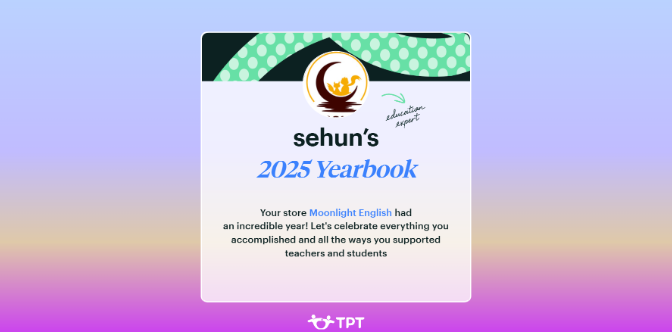 education
expert
sehun's
2025 Yearbook
Your store Moonlight English had
an incredible year! Let's celebrate everything you
accomplished and all the ways you supported
teachers and students
TPT